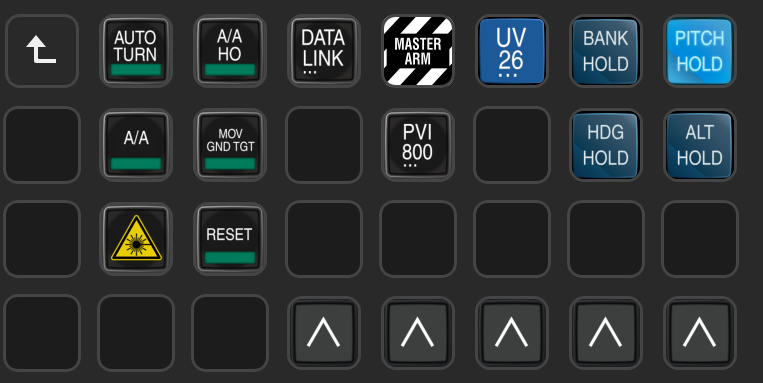 AUTO
TURN
A/A
HO
DATA
LINK
...
MASTER
ARM
UV
26
...
BANK
HOLD
PITCH
HOLD
A/A
MOV
GND TGT
PVI
800
...
HDG
HOLD
ALT
HOLD
RESET